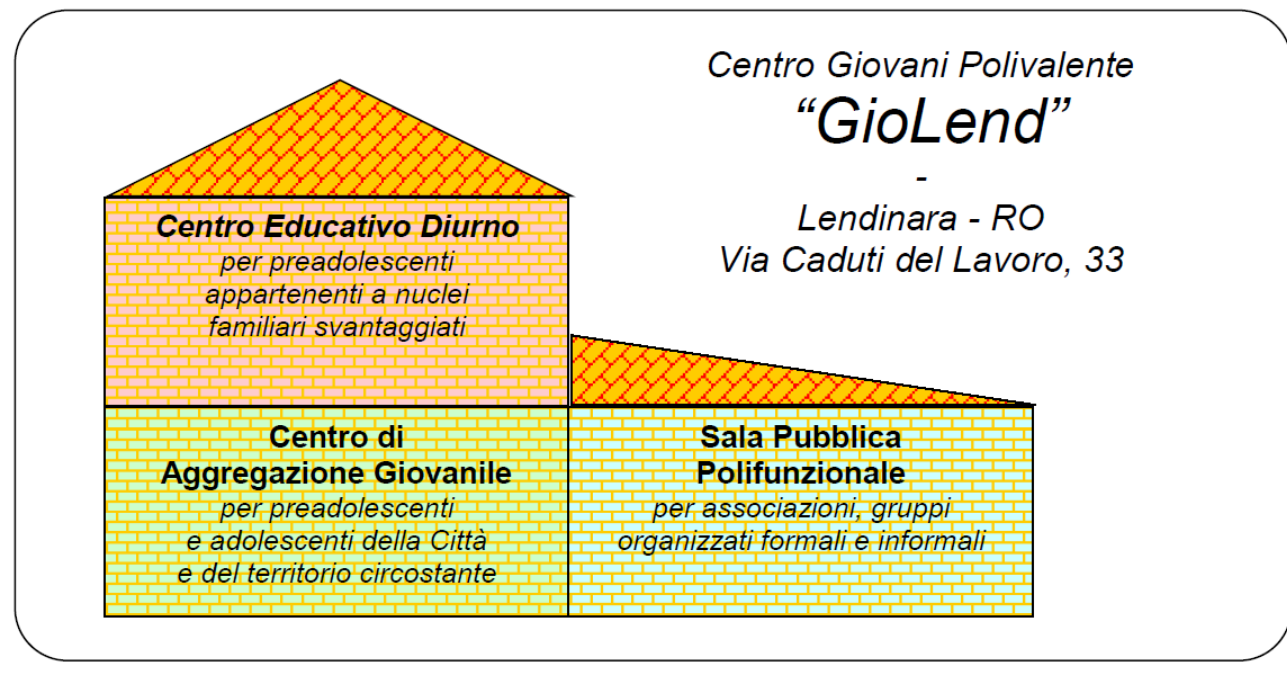 Centro Giovani Polivalente
“GioLend”
-
Lendinara - RO
Via Caduti del Lavoro, 33
Centro Educativo Diurno
per preadolescenti
appartenenti a nuclei
familiari svantaggiati
Centro di
Aggregazione Giovanile
per preadolescenti
e adolescenti della Città
e del territorio circostante
Sala Pubblica
Polifunzionale
per associazioni, gruppi
organizzati formali e informali